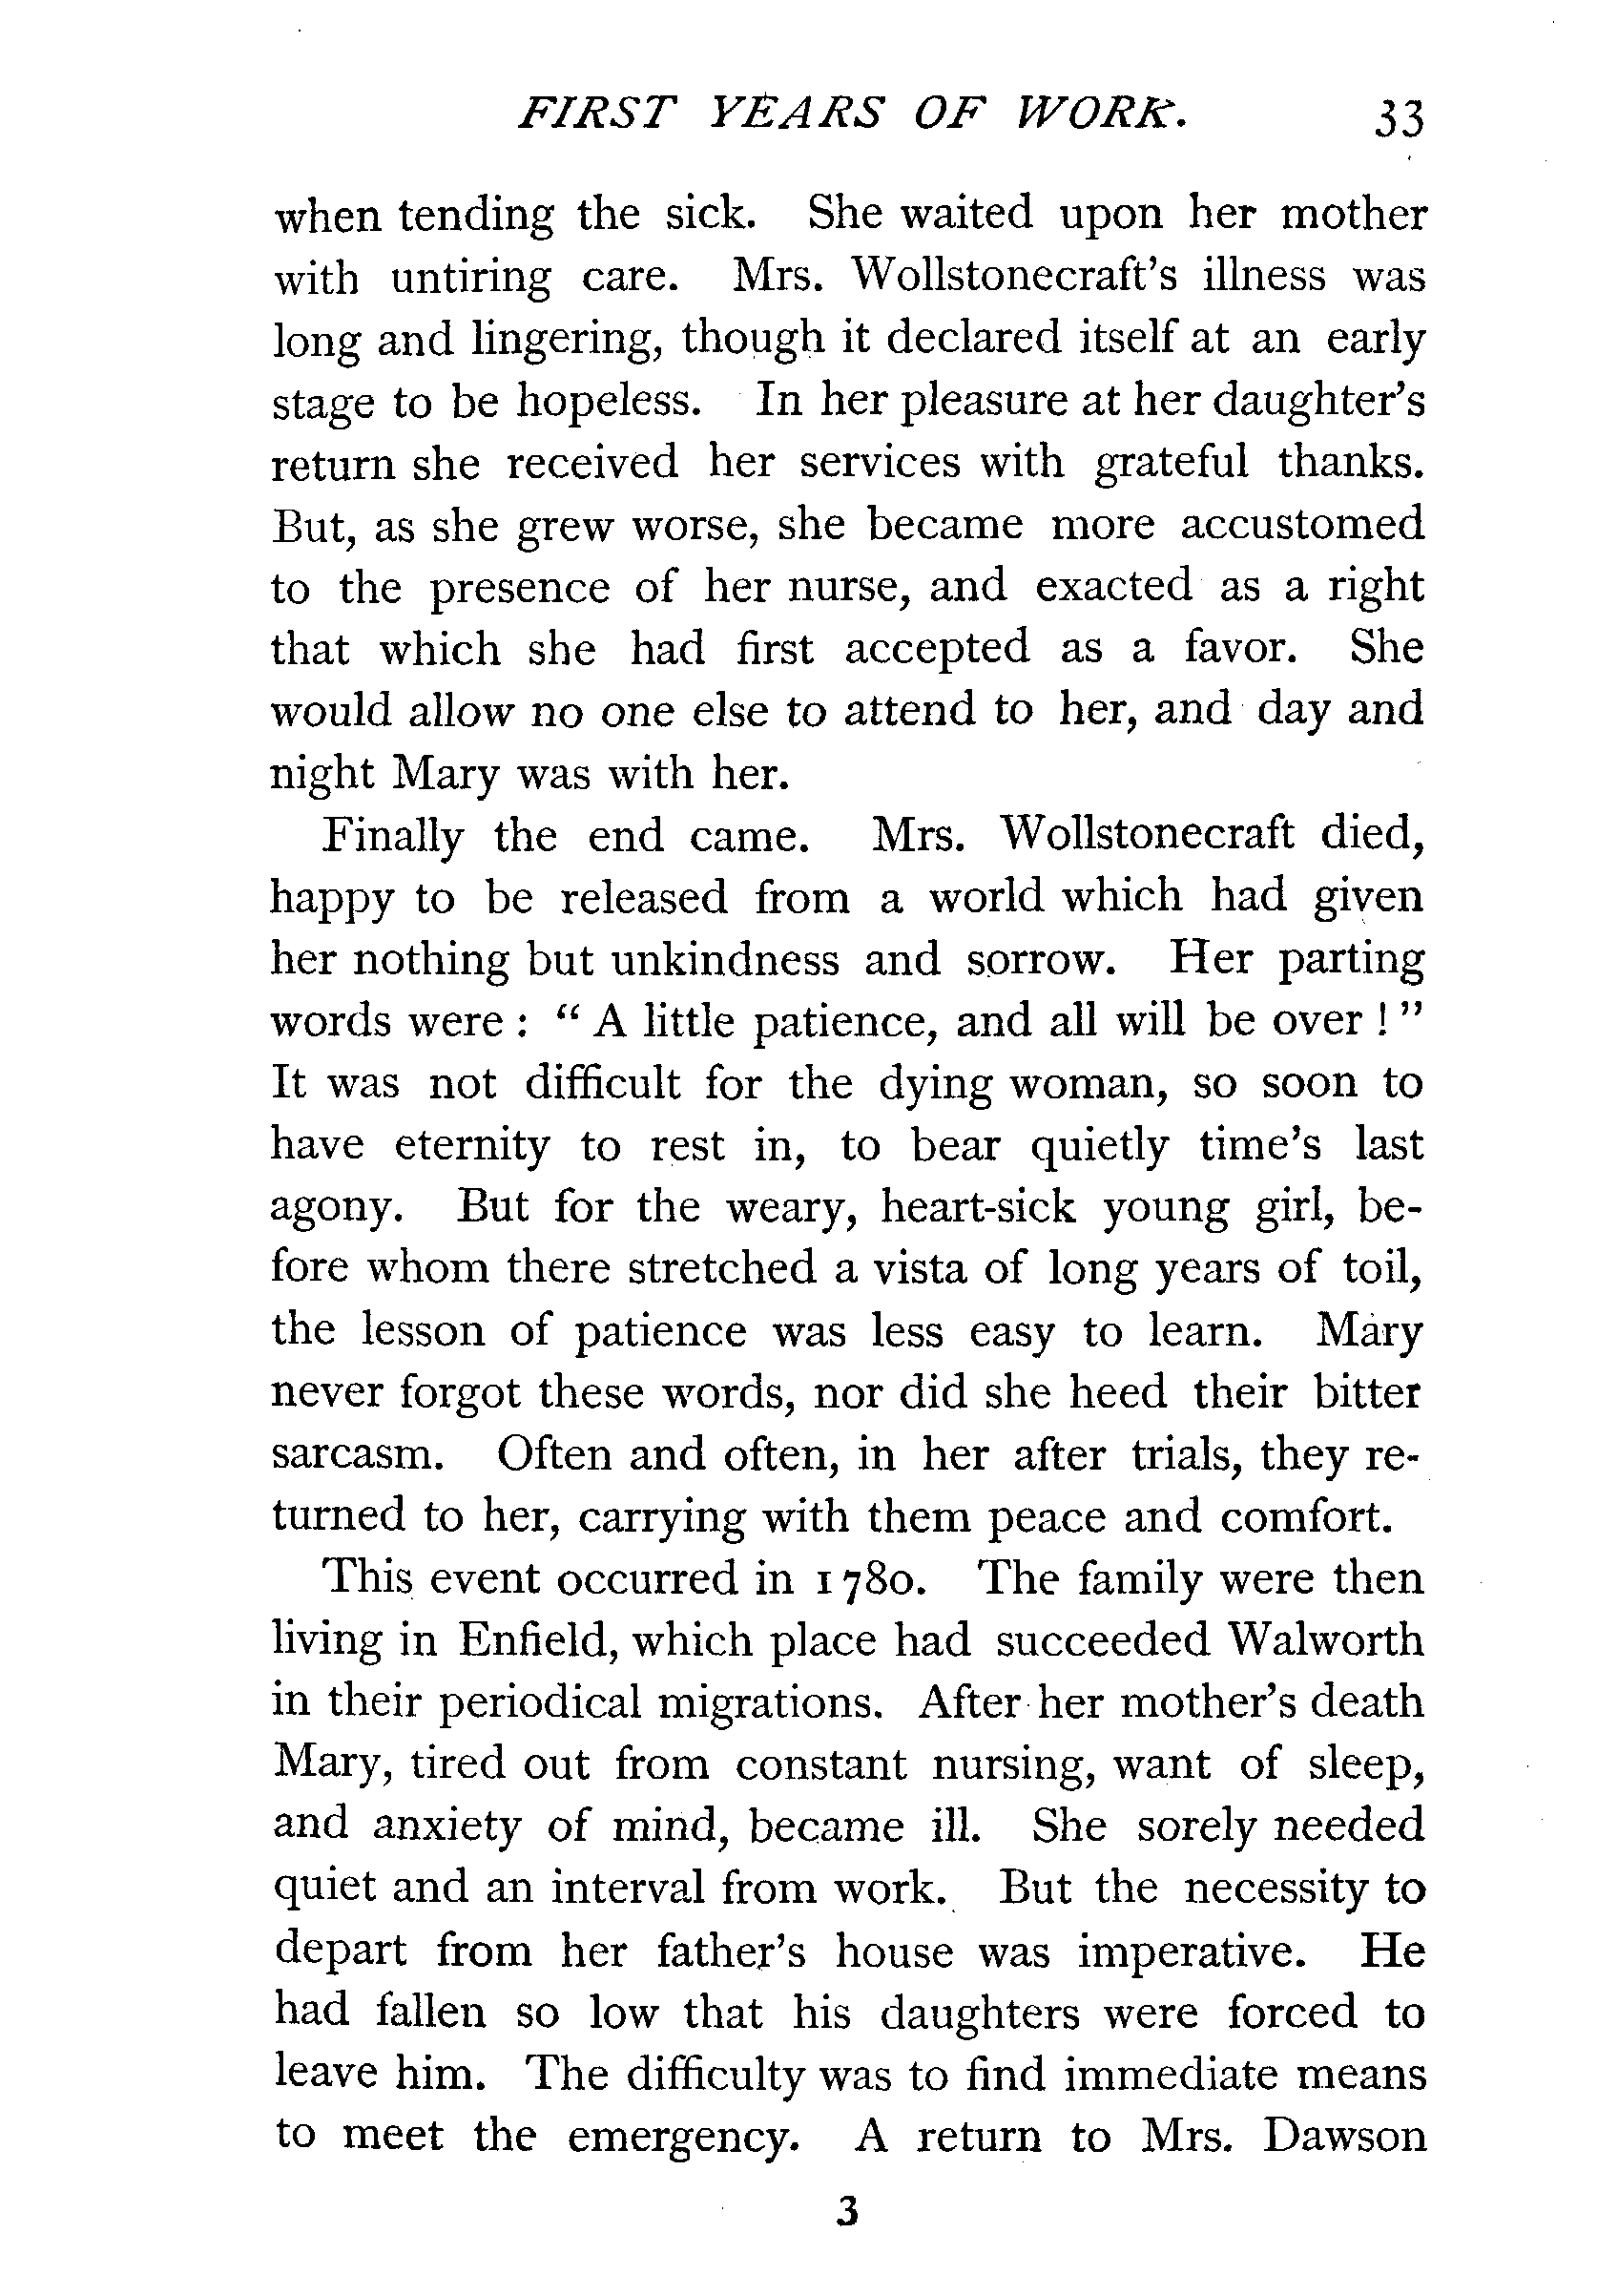 FIRST YEARS OF WORK. 33
when tending the sick. She waited upon her mother
with untiring care. Mrs. Wollstonecraft's illness was
long and lingering, though it declared itself at an early
stage to be hopeless. In her pleasure at her daughter's
return she received her services with grateful thanks.
But, as she grew worse, she became more accustomed
to the presence of her nurse, and exacted as a right
that which she had first accepted as a favor. She
would allow no one else to attend to her, and day and
night Mary was with her.
Finally the end came. Mrs. Wollstonecraft died,
happy to be released from a world which had given
her nothing but unkindness and sorrow. Her parting
words were : “ A little patience, and all will be over ! ”
It was not difficult for the dying woman, so soon to
have eternity to rest in, to bear quietly time's last
agony. But for the weary, heart-sick young girl, be-
fore whom there stretched a vista of long years of toil,
the lesson of patience was less easy to learn. Mary
never forgot these words, nor did she heed their bitter
sarcasm. Often and often, in her after trials, they re-
turned to her, carrying with them peace and comfort.
This event occurred in 1780. The family were then
living in Enfield, which place had succeeded Walworth
in their periodical migrations. After her mother's death
Mary, tired out from constant nursing, want of sleep,
and anxiety of mind, became ill. She sorely needed
quiet and an interval from work. But the necessity to
depart from her father's house was imperative. He
had fallen so low that his daughters were forced to
leave him. The difficulty was to find immediate means
to meet the emergency. A return to Mrs. Dawson
3